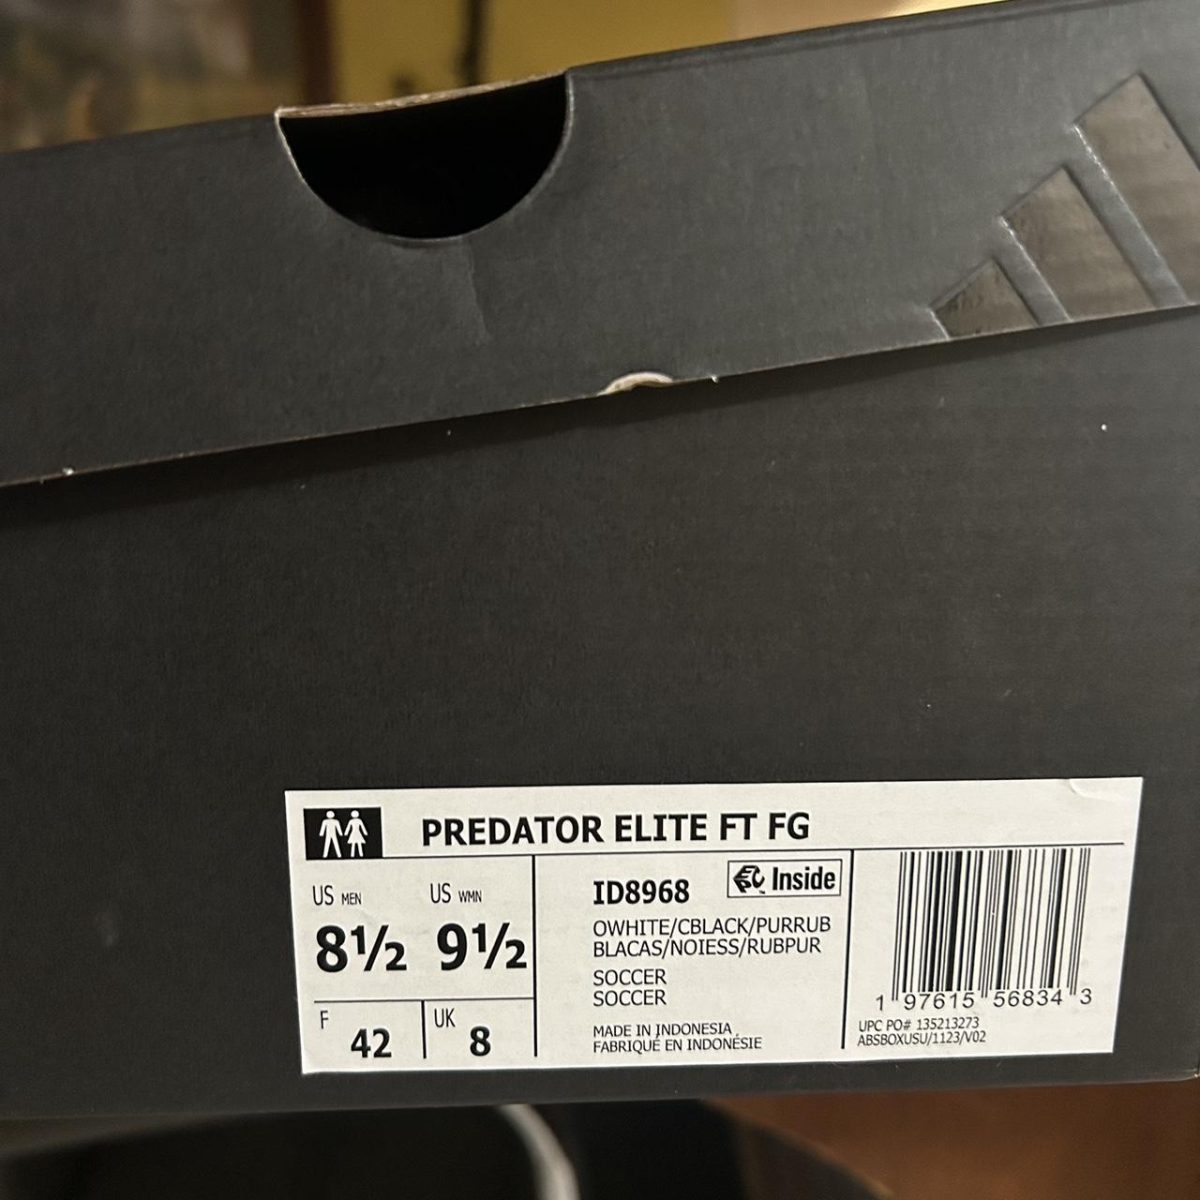 PREDATOR ELITE FT FG
US MEN
US WMN
8½
9½
F
42
UK
8
ID8968
Inside
OWHITE/CBLACK/PURRUB
BLACAS/NOIESS/RUBPUR
SOCCER
SOCCER
MADE IN INDONESIA
FABRIQUÉ EN INDONÉSIE
1 97615 56834 3
UPC PO# 135213273
ABSBOXUSU/1123/V02